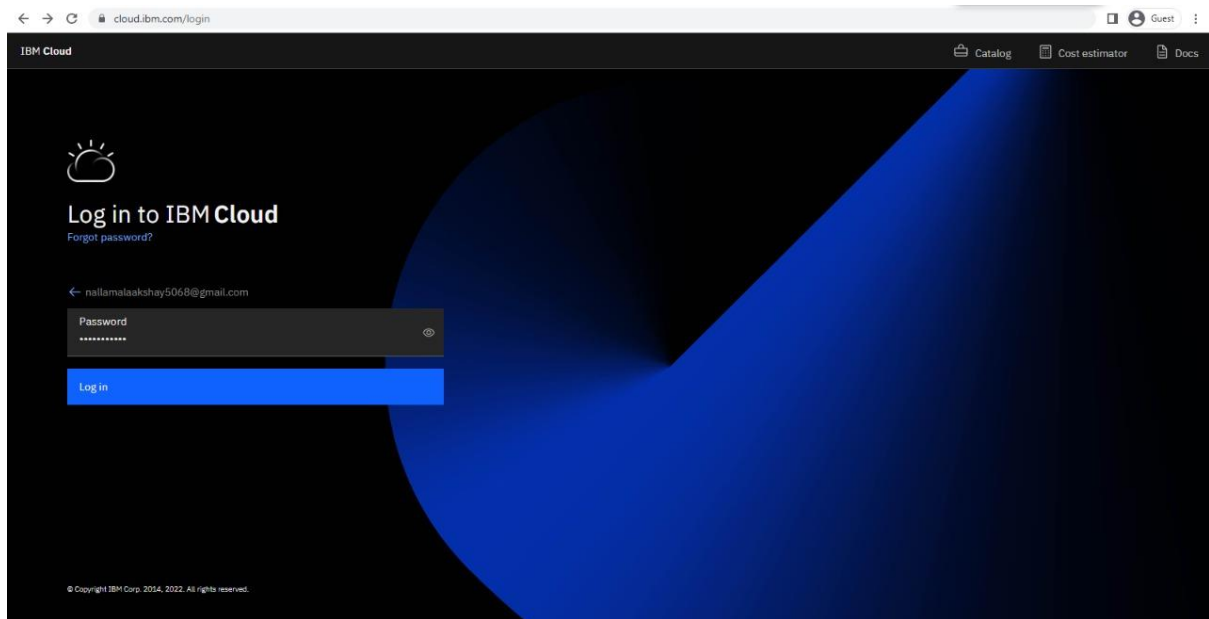 cloud.ibm.com/login
Guest
IBM Cloud
Catalog
Cost estimator
Docs
Log in to IBM Cloud
Forgot password?
← nallamalaakshay5068@gmail.com
Password
•••••••••••
Log in
© Copyright IBM Corp. 2014, 2022. All rights reserved.